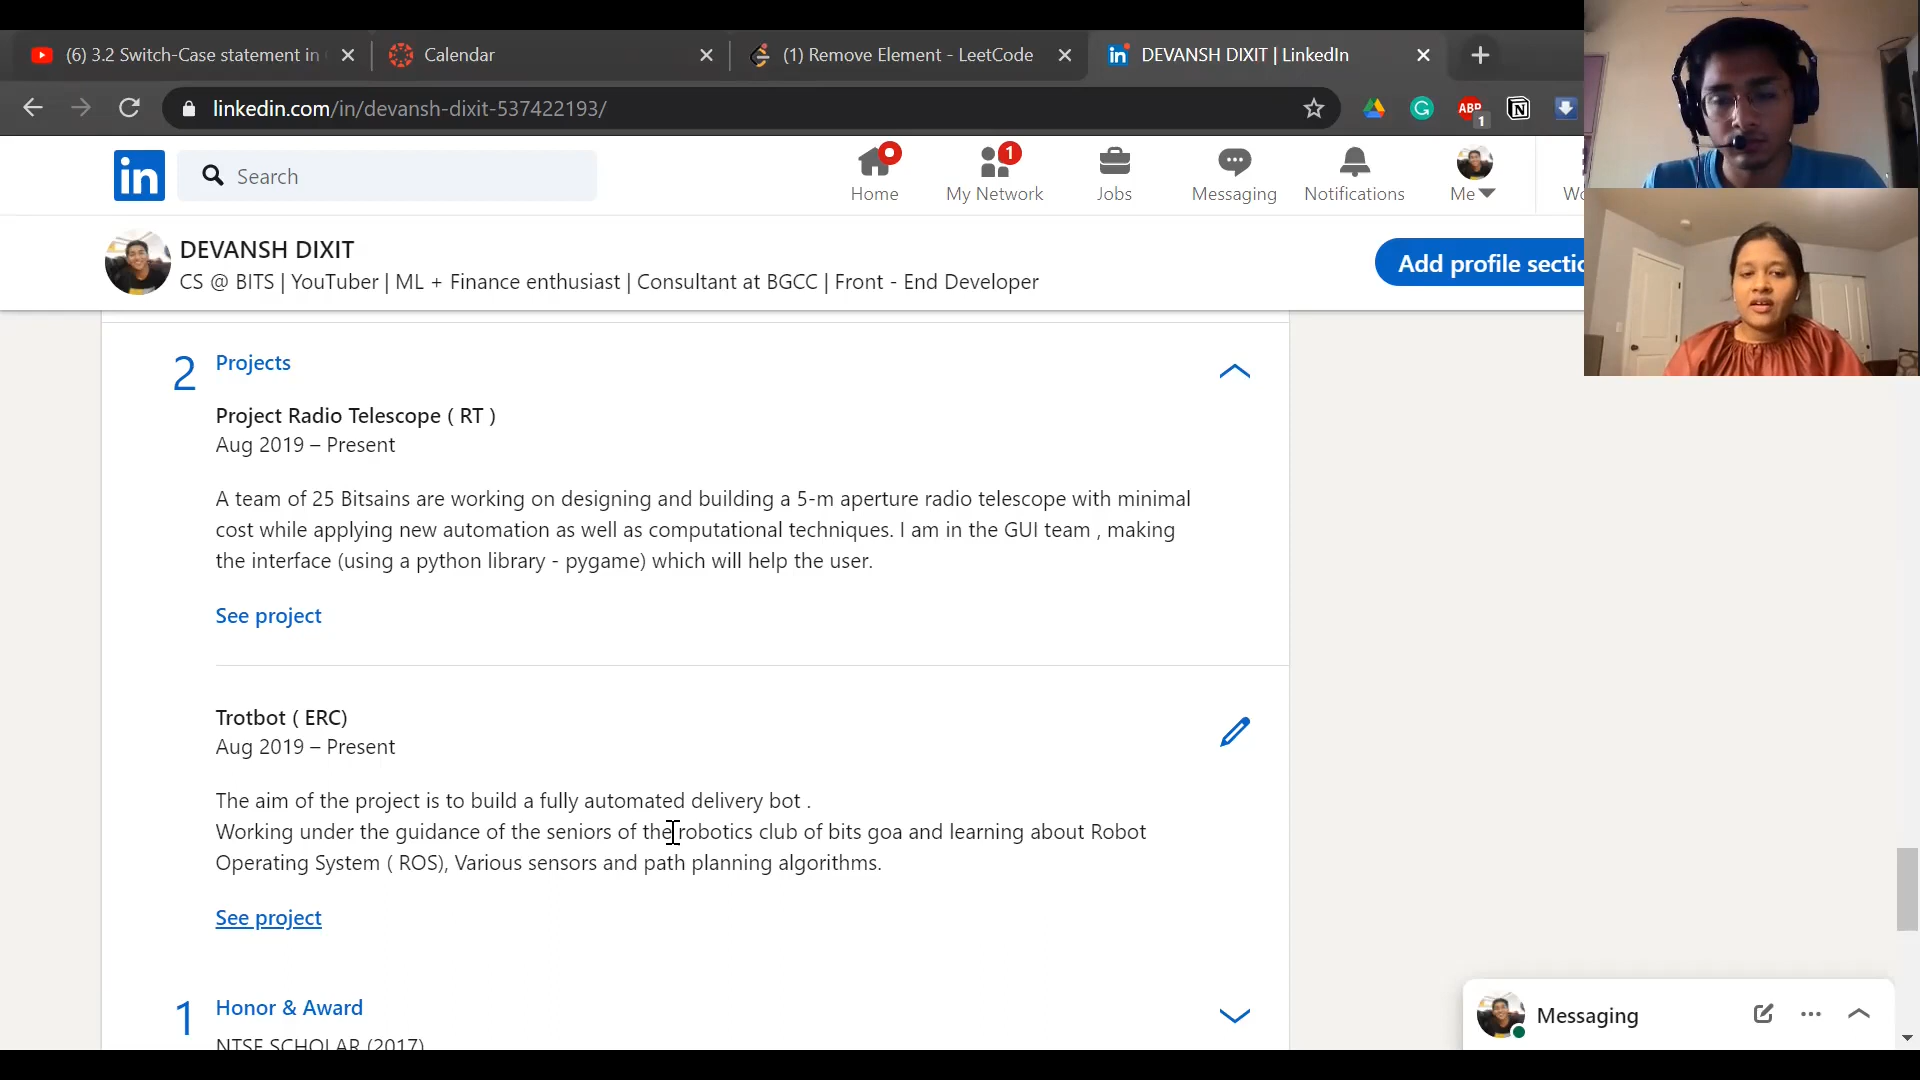 (6) 3.2 Switch-Case statement in
Calendar
(1) Remove Element - LeetCode
in DEVANSH DIXIT | LinkedIn
linkedin.com/in/devansh-dixit-537422193/
ABP
1
in
Search
Home
1
My Network
Jobs
Messaging
Notifications
Me
DEVANSH DIXIT
CS @ BITS | YouTuber | ML + Finance enthusiast | Consultant at BGCC | Front - End Developer
Add profile sectio
2
Projects
Project Radio Telescope ( RT )
Aug 2019 – Present
A team of 25 Bitsains are working on designing and building a 5-m aperture radio telescope with minimal
cost while applying new automation as well as computational techniques. I am in the GUI team , making
the interface (using a python library - pygame) which will help the user.
See project
Trotbot ( ERC)
Aug 2019 – Present
The aim of the project is to build a fully automated delivery bot .
Working under the guidance of the seniors of the robotics club of bits goa and learning about Robot
Operating System ( ROS), Various sensors and path planning algorithms.
See project
1
Honor & Award
NTSE SCHOLAR (2017)
Messaging